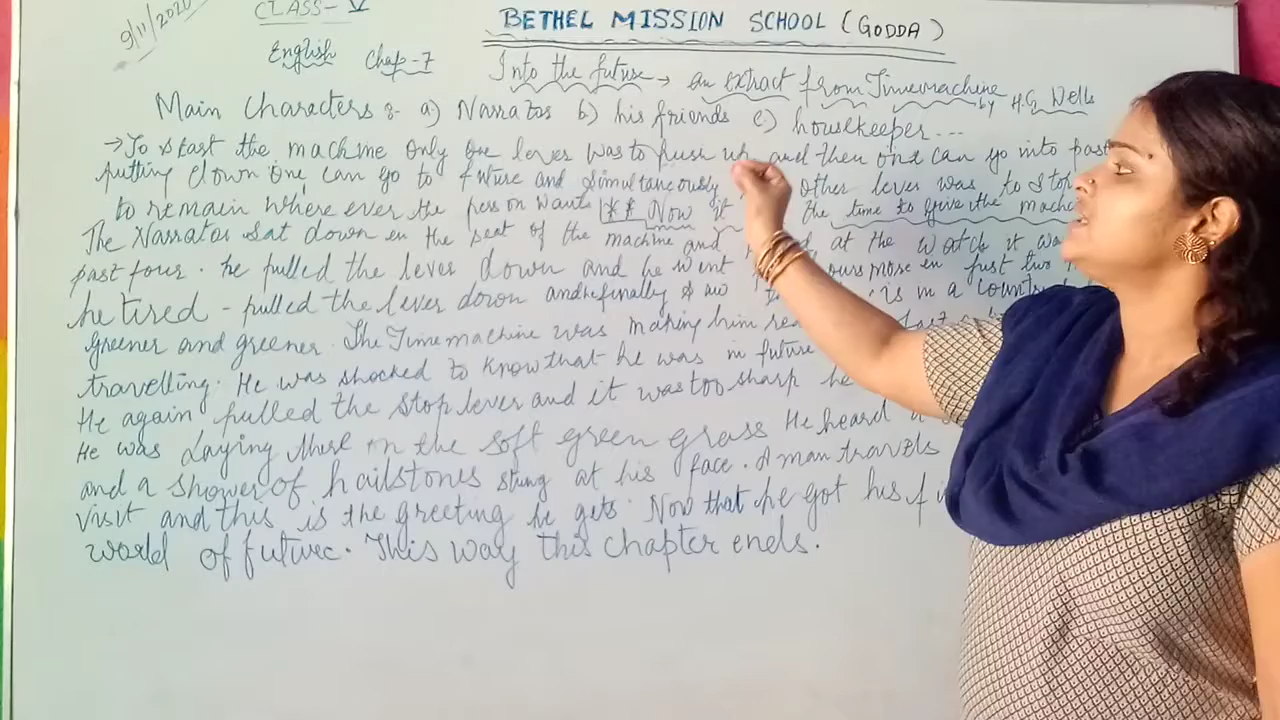 9/11/2020
CLASS-V
BETHEL MISSION SCHOOL (GODDA)
English Chap-7
Into the future → an extract from Timemachine by H.G. Wells
Main Characters :- a) Narrator b) his friends c) housekeeper...
→ To start the machine only one lever was to push up and then one can go into past
putting down one can go to future and simultaneously other lever was to stop
to remain where ever the person wants ** Now it the time to give the mach
The Narrator sat down in the seat of the machine and at the watch it wa
past four. he pulled the lever down and he went ours more in just two
he tired - pulled the lever down and finally is in a countr
greener and greener. The Timemachine was making him
travelling. He was shocked to know that he was in future
He again pulled the stop lever and it was too sharp he
He was laying there on the soft green grass He heard a
and a shower of hailstones stung at his face. A man travels
visit and this is the greeting he gets. Now that he got his fi
world of future. This way this chapter ends.